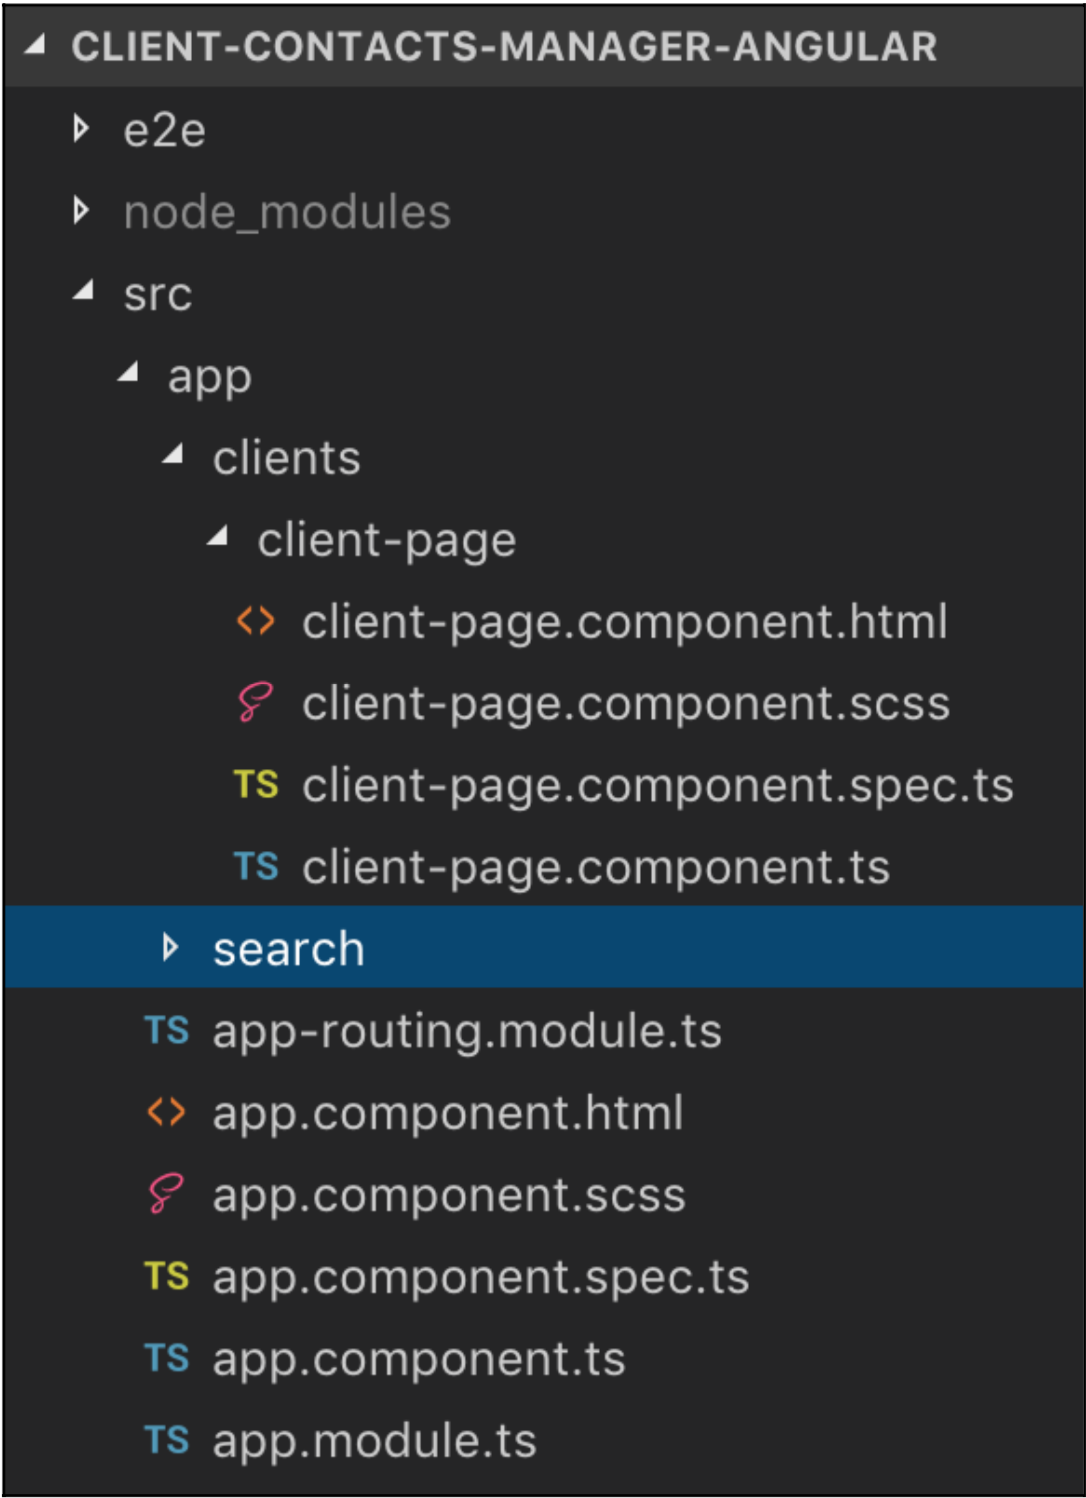 CLIENT-CONTACTS-MANAGER-ANGULAR
e2e
node_modules
src
app
clients
client-page
<> client-page.component.html
client-page.component.scss
TS client-page.component.spec.ts
TS client-page.component.ts
search
TS app-routing.module.ts
<> app.component.html
app.component.scss
TS app.component.spec.ts
TS app.component.ts
TS app.module.ts